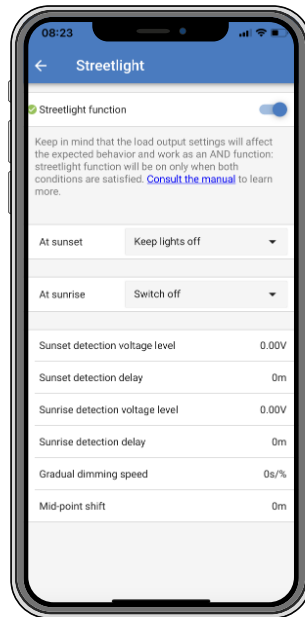 08:23
Streetlight
Streetlight function
Keep in mind that the load output settings will affect
the expected behavior and work as an AND function:
streetlight function will be on only when both
conditions are satisfied. Consult the manual to learn
more.
At sunset Keep lights off
At sunrise Switch off
Sunset detection voltage level 0.00V
Sunset detection delay 0m
Sunrise detection voltage level 0.00V
Sunrise detection delay 0m
Gradual dimming speed 0s/%
Mid-point shift 0m